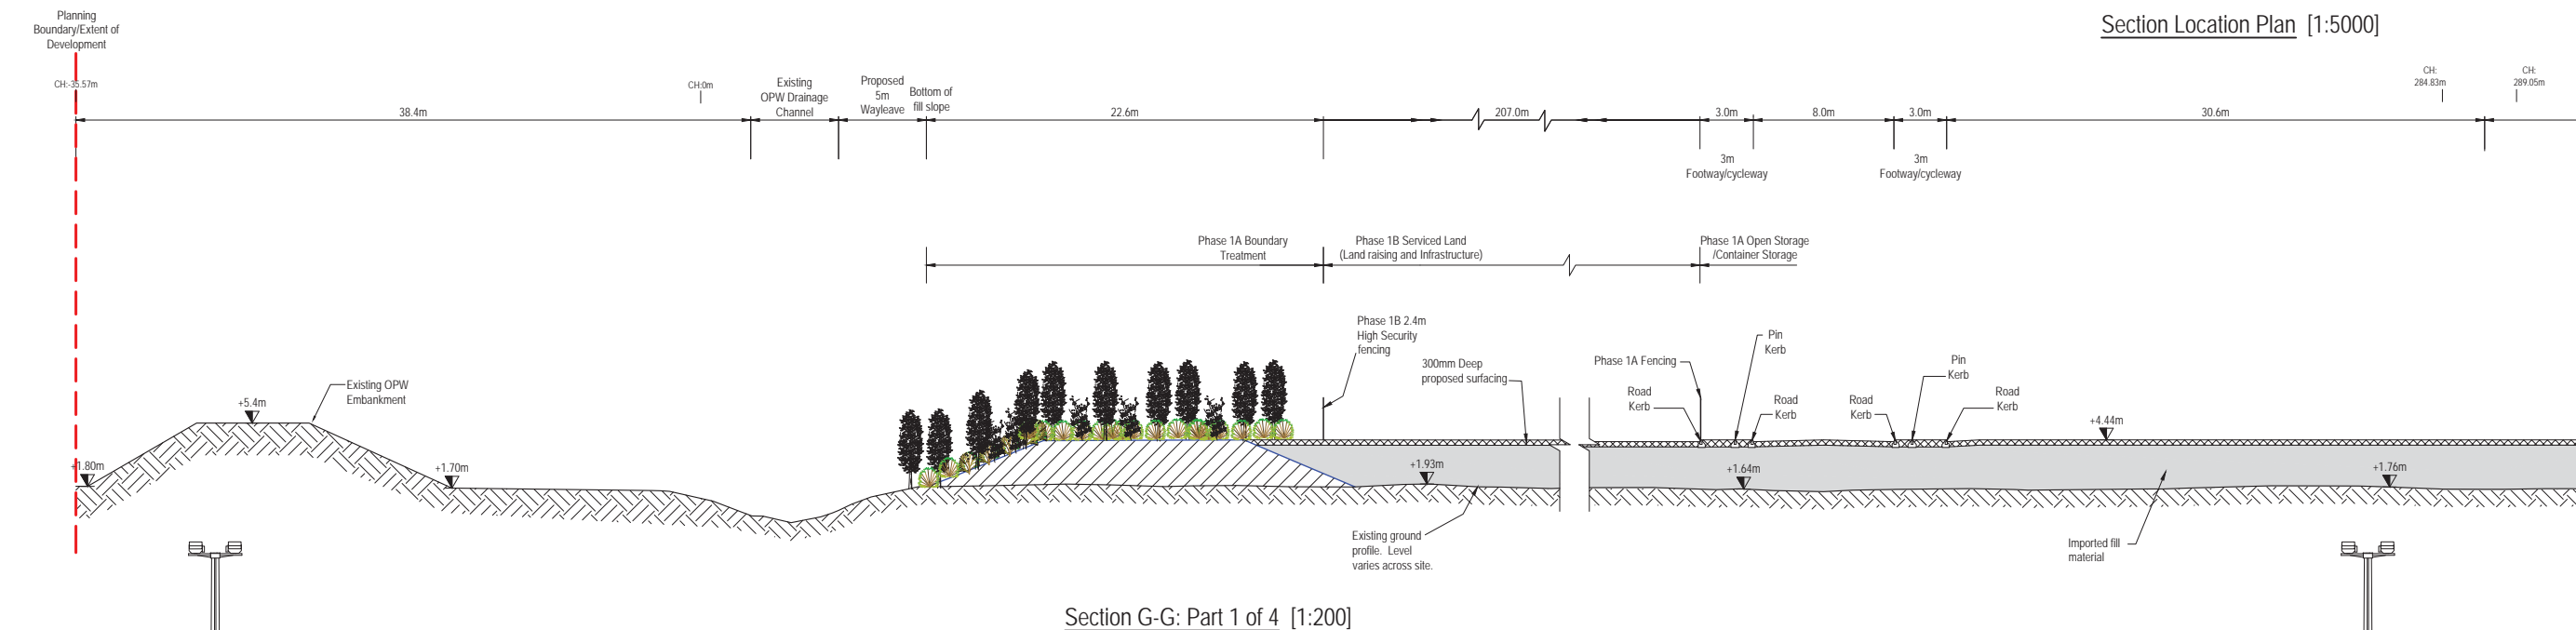 Planning
Boundary/Extent of
Development
Section Location Plan [1:5000]
CH:-35.57m
CH:0m
Existing
OPW Drainage
Channel
Proposed
5m
Wayleave
Bottom of
fill slope
CH:
284.83m
CH:
289.05m
38.4m
22.6m
207.0m
3.0m
8.0m
3.0m
30.6m
3m
Footway/cycleway
3m
Footway/cycleway
Phase 1A Boundary
Treatment
Phase 1B Serviced Land
(Land raising and Infrastructure)
Phase 1A Open Storage
/Container Storage
Phase 1B 2.4m
High Security
fencing
300mm Deep
proposed surfacing
Phase 1A Fencing
Pin
Kerb
Pin
Kerb
Road
Kerb
Road
Kerb
Road
Kerb
Road
Kerb
Existing OPW
Embankment
+5.4m
+4.44m
+1.80m
+1.70m
+1.93m
+1.64m
+1.76m
Existing ground
profile. Level
varies across site.
Imported fill
material
Section G-G: Part 1 of 4 [1:200]